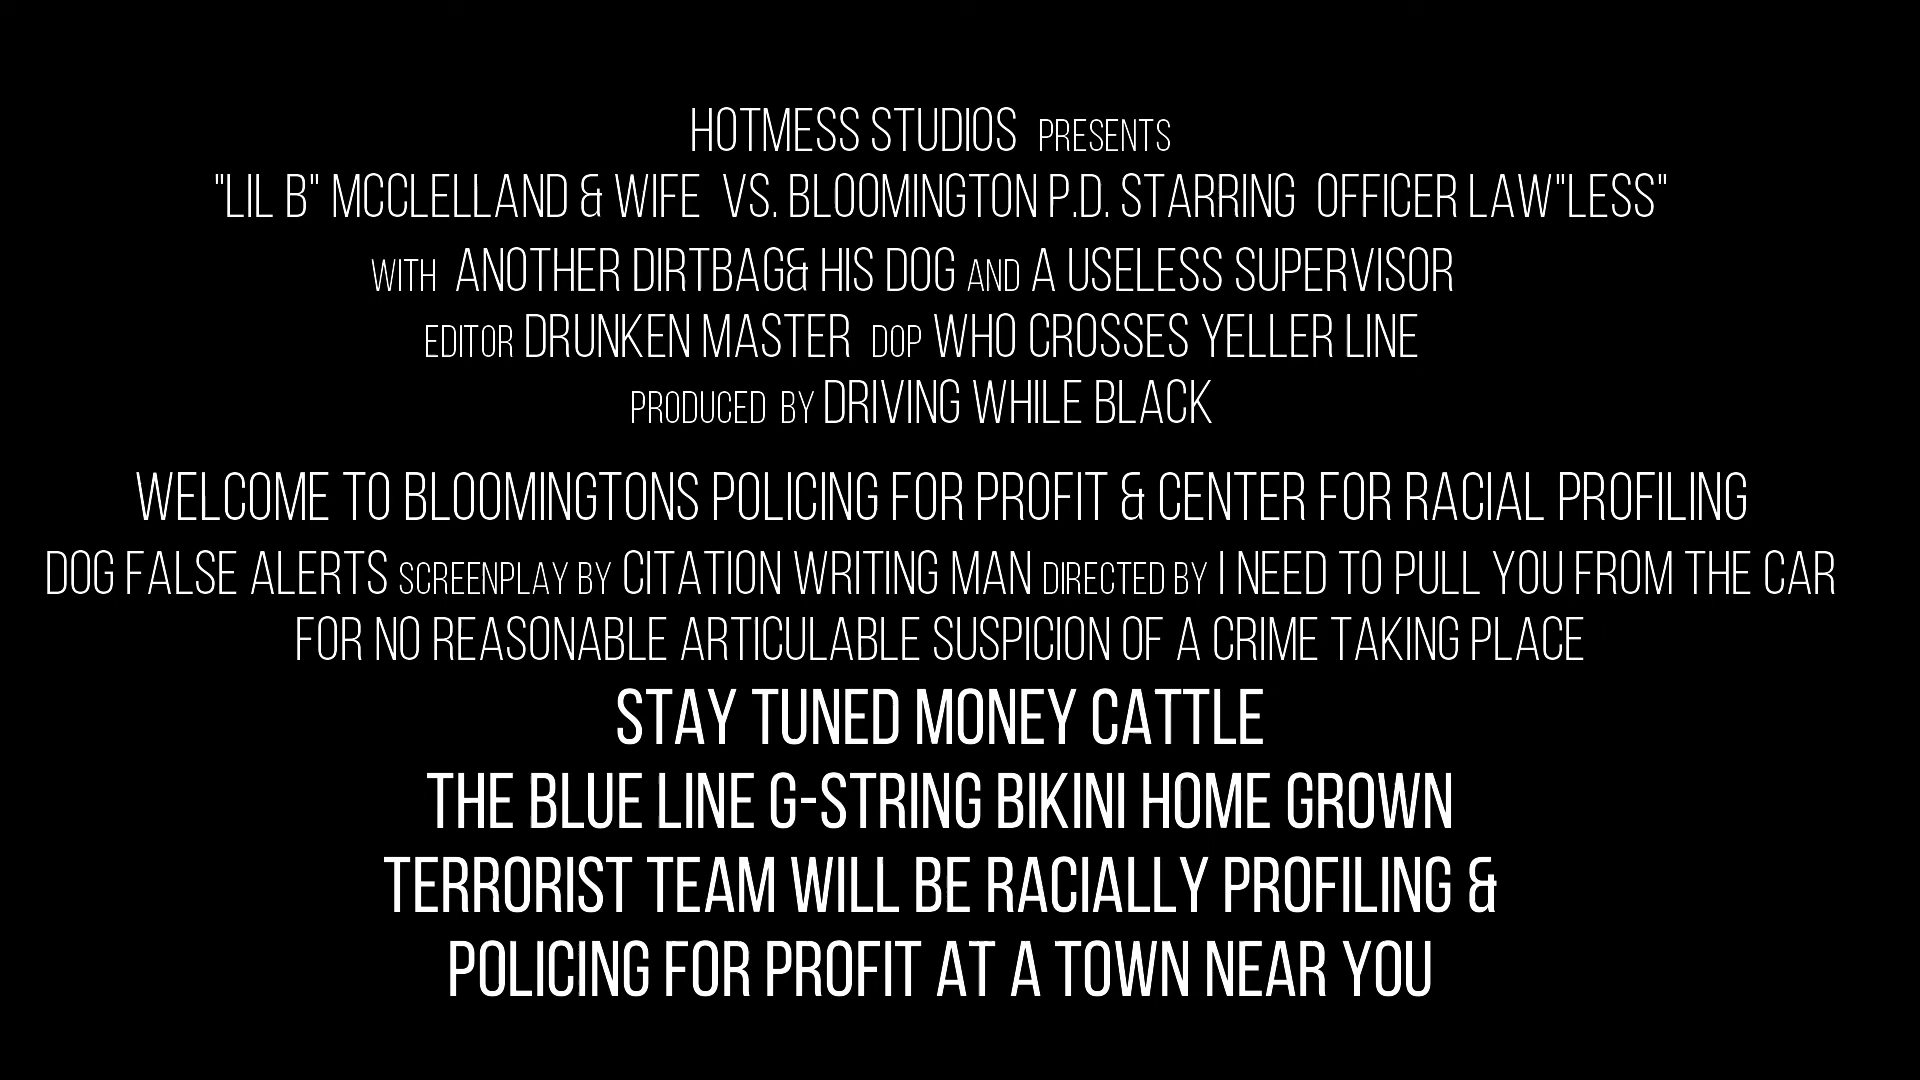 HOTMESS STUDIOS PRESENTS
"LIL B" MCCLELLAND & WIFE VS. BLOOMINGTON P.D. STARRING OFFICER LAW"LESS"
WITH ANOTHER DIRTBAG& HIS DOG AND A USELESS SUPERVISOR
EDITOR DRUNKEN MASTER DOP WHO CROSSES YELLER LINE
PRODUCED BY DRIVING WHILE BLACK
WELCOME TO BLOOMINGTONS POLICING FOR PROFIT & CENTER FOR RACIAL PROFILING
DOG FALSE ALERTS SCREENPLAY BY CITATION WRITING MAN DIRECTED BY I NEED TO PULL YOU FROM THE CAR
FOR NO REASONABLE ARTICULABLE SUSPICION OF A CRIME TAKING PLACE
STAY TUNED MONEY CATTLE
THE BLUE LINE G-STRING BIKINI HOME GROWN
TERRORIST TEAM WILL BE RACIALLY PROFILING &
POLICING FOR PROFIT AT A TOWN NEAR YOU